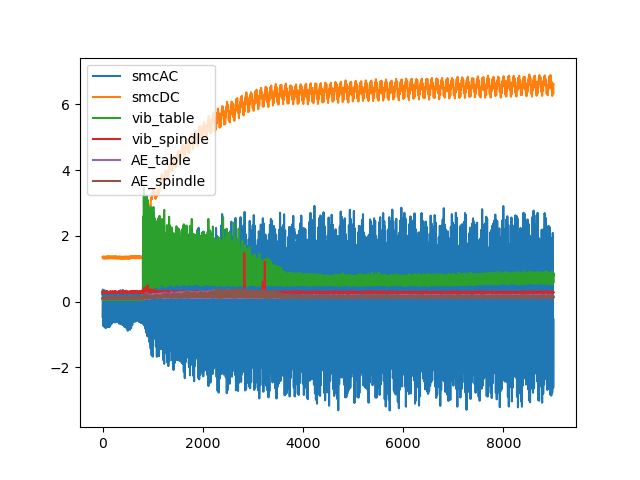 smcAC
smcDC
vib_table
vib_spindle
AE_table
AE_spindle
6
4
2
0
−2
0
2000
4000
6000
8000